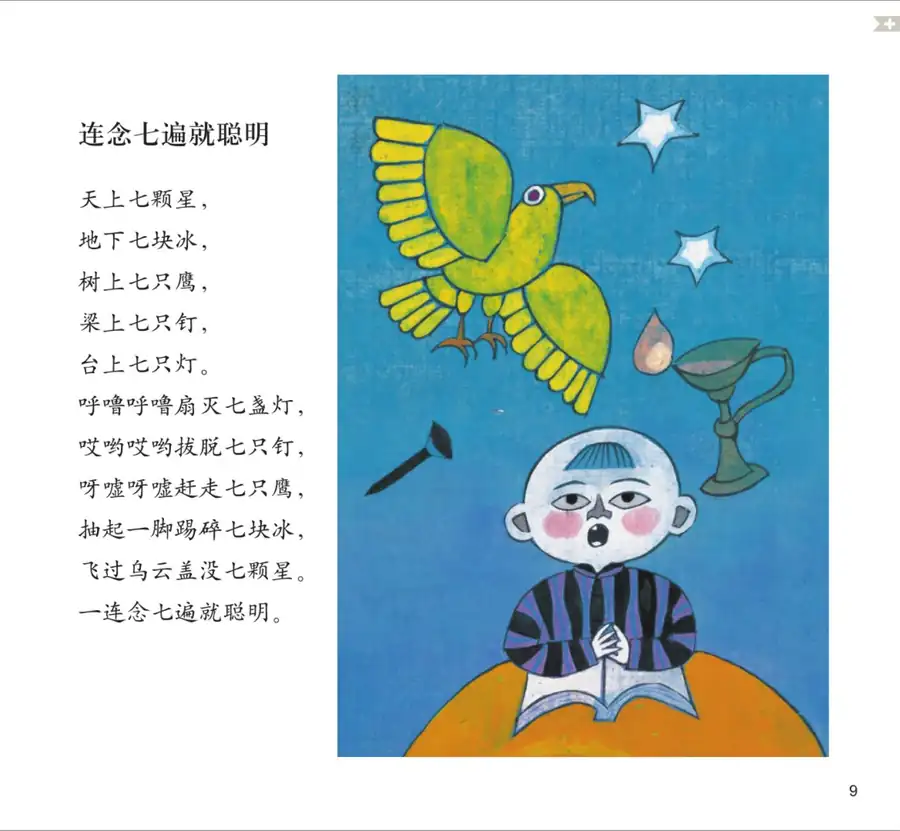 连念七遍就聪明
天上七颗星，
地下七块冰，
树上七只鹰，
梁上七只钉，
台上七只灯。
呼噜呼噜扇灭七盏灯，
哎哟哎哟拔脱七只钉，
呀嘘呀嘘赶走七只鹰，
抽起一脚踢碎七块冰，
飞过乌云盖没七颗星。
一连念七遍就聪明。
9